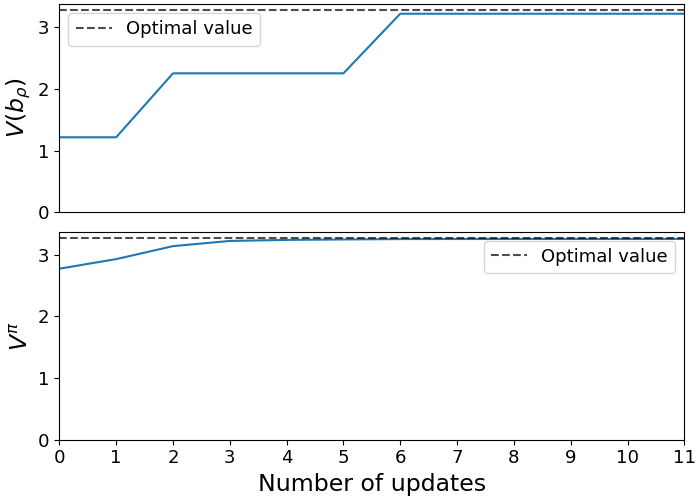 3
2
1
0
V(b_ρ)
Optimal value
3
2
1
0
V^π
Optimal value
0 1 2 3 4 5 6 7 8 9 10 11
Number of updates